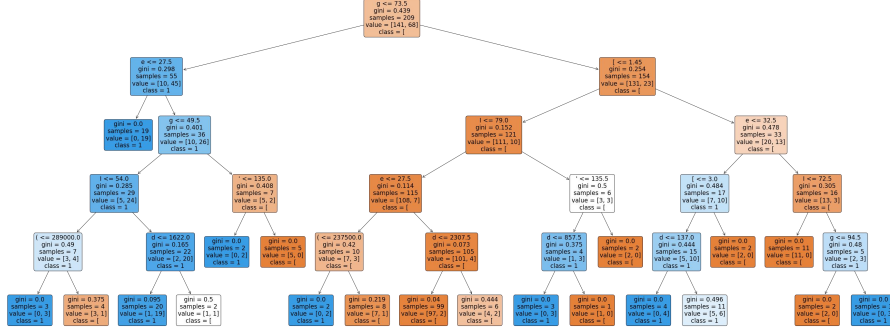 g <= 73.5
gini = 0.439
samples = 209
value = [141, 68]
class = [
e <= 27.5
gini = 0.298
samples = 55
value = [10, 45]
class = 1
[ <= 1.45
gini = 0.254
samples = 154
value = [131, 23]
class = [
gini = 0.0
samples = 19
value = [0, 19]
class = 1
g <= 49.5
gini = 0.401
samples = 36
value = [10, 26]
class = 1
l <= 79.0
gini = 0.152
samples = 121
value = [111, 10]
class = [
e <= 32.5
gini = 0.478
samples = 33
value = [20, 13]
class = [
l <= 54.0
gini = 0.285
samples = 29
value = [5, 24]
class = 1
' <= 135.0
gini = 0.408
samples = 7
value = [5, 2]
class = [
e <= 27.5
gini = 0.114
samples = 115
value = [108, 7]
class = [
' <= 135.5
gini = 0.5
samples = 6
value = [3, 3]
class = [
[ <= 3.0
gini = 0.484
samples = 17
value = [7, 10]
class = 1
l <= 72.5
gini = 0.305
samples = 16
value = [13, 3]
class = [
( <= 289000.0
gini = 0.49
samples = 7
value = [3, 4]
class = 1
d <= 1622.0
gini = 0.165
samples = 22
value = [2, 20]
class = 1
gini = 0.0
samples = 2
value = [0, 2]
class = 1
gini = 0.0
samples = 5
value = [5, 0]
class = [
( <= 237500.0
gini = 0.42
samples = 10
value = [7, 3]
class = [
d <= 2307.5
gini = 0.073
samples = 105
value = [101, 4]
class = [
d <= 857.5
gini = 0.375
samples = 4
value = [1, 3]
class = 1
gini = 0.0
samples = 2
value = [2, 0]
class = [
d <= 137.0
gini = 0.444
samples = 15
value = [5, 10]
class = 1
gini = 0.0
samples = 2
value = [2, 0]
class = [
gini = 0.0
samples = 11
value = [11, 0]
class = [
g <= 94.5
gini = 0.48
samples = 5
value = [2, 3]
class = 1
gini = 0.0
samples = 3
value = [0, 3]
class = 1
gini = 0.375
samples = 4
value = [3, 1]
class = [
gini = 0.095
samples = 20
value = [1, 19]
class = 1
gini = 0.5
samples = 2
value = [1, 1]
class = [
gini = 0.0
samples = 2
value = [0, 2]
class = 1
gini = 0.219
samples = 8
value = [7, 1]
class = [
gini = 0.04
samples = 99
value = [97, 2]
class = [
gini = 0.444
samples = 6
value = [4, 2]
class = [
gini = 0.0
samples = 3
value = [0, 3]
class = 1
gini = 0.0
samples = 1
value = [1, 0]
class = [
gini = 0.0
samples = 4
value = [0, 4]
class = 1
gini = 0.496
samples = 11
value = [5, 6]
class = 1
gini = 0.0
samples = 2
value = [2, 0]
class = [
gini = 0.0